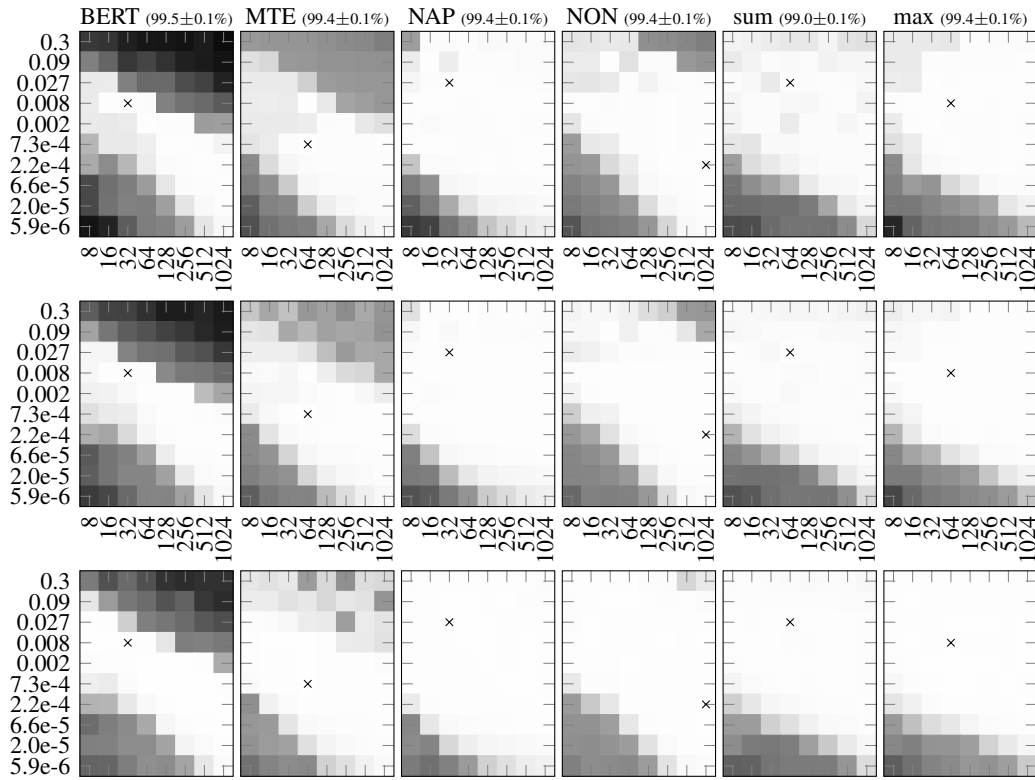 BERT (99.5±0.1%) MTE (99.4±0.1%) NAP (99.4±0.1%) NON (99.4±0.1%) sum (99.0±0.1%) max (99.4±0.1%)
0.3
0.09
0.027
0.008
0.002
7.3e-4
2.2e-4
6.6e-5
2.0e-5
5.9e-6
8 16 32 64 128 256 512 1024 8 16 32 64 128 256 512 1024 8 16 32 64 128 256 512 1024 8 16 32 64 128 256 512 1024 8 16 32 64 128 256 512 1024 8 16 32 64 128 256 512 1024
0.3
0.09
0.027
0.008
0.002
7.3e-4
2.2e-4
6.6e-5
2.0e-5
5.9e-6
8 16 32 64 128 256 512 1024 8 16 32 64 128 256 512 1024 8 16 32 64 128 256 512 1024 8 16 32 64 128 256 512 1024 8 16 32 64 128 256 512 1024 8 16 32 64 128 256 512 1024
0.3
0.09
0.027
0.008
0.002
7.3e-4
2.2e-4
6.6e-5
2.0e-5
5.9e-6